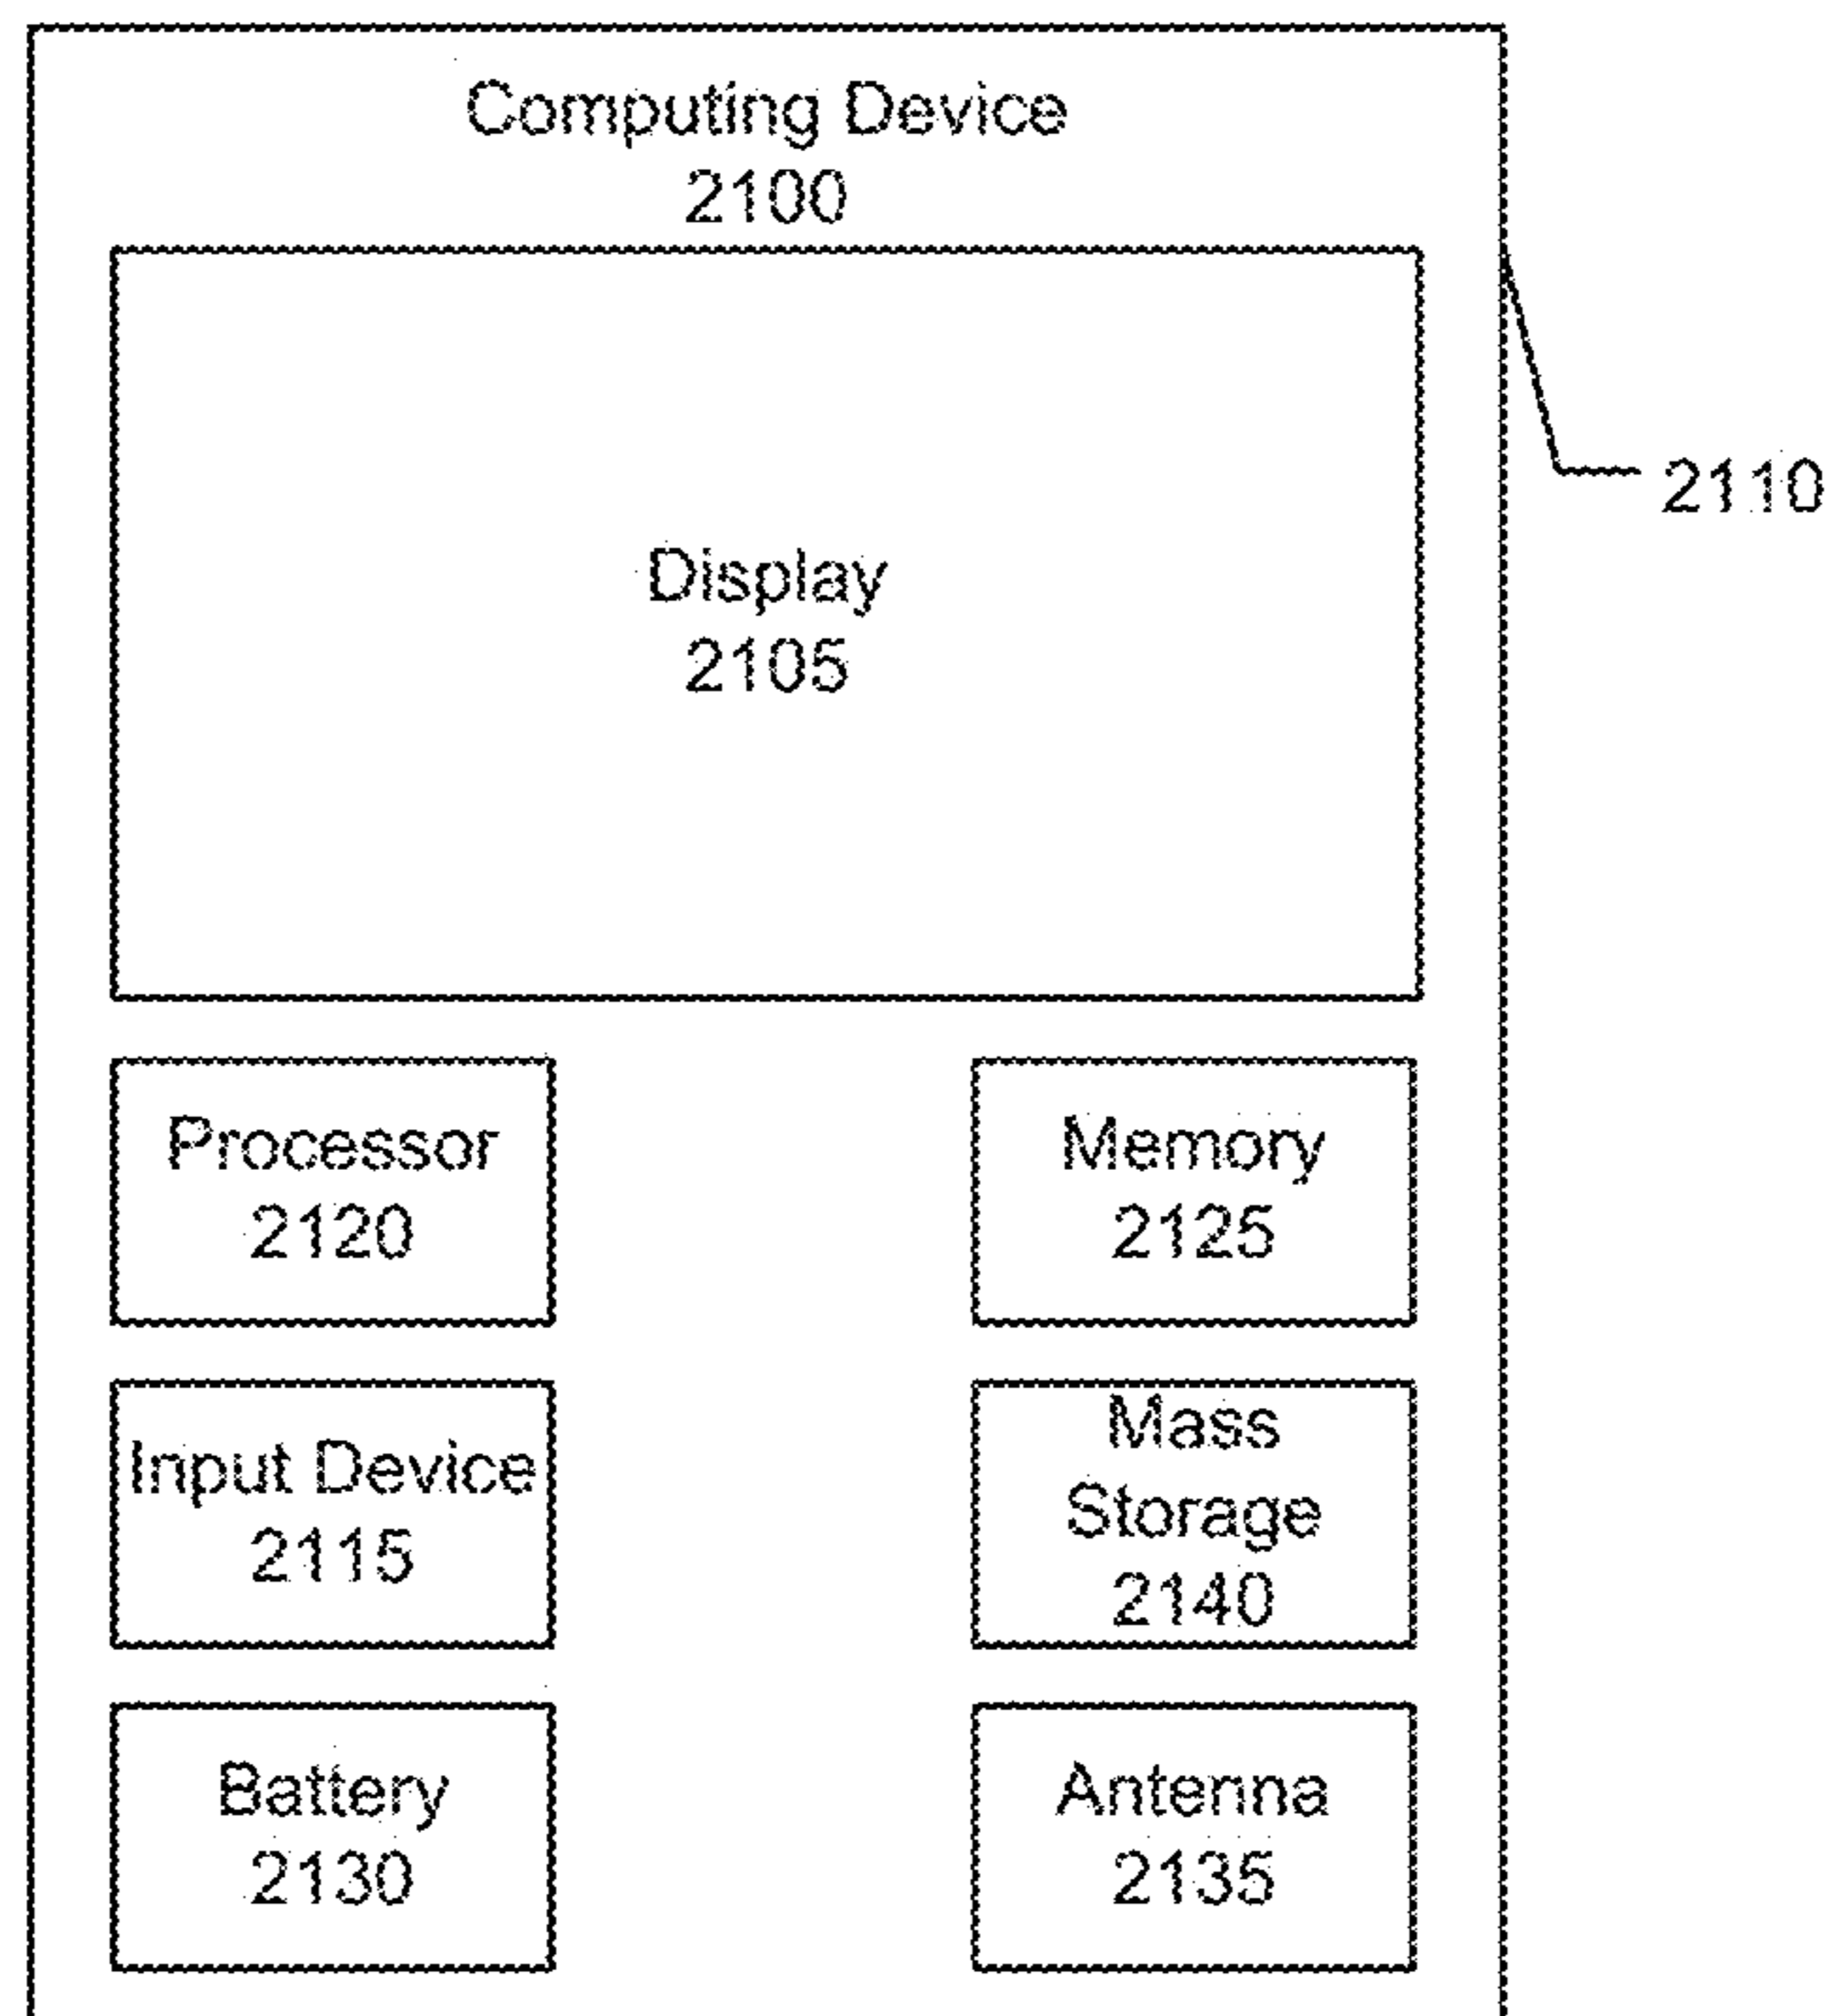 Computing Device
2100
2110
Display
2105
Processor
2120
Memory
2125
Input Device
2115
Mass
Storage
2140
Battery
2130
Antenna
2135